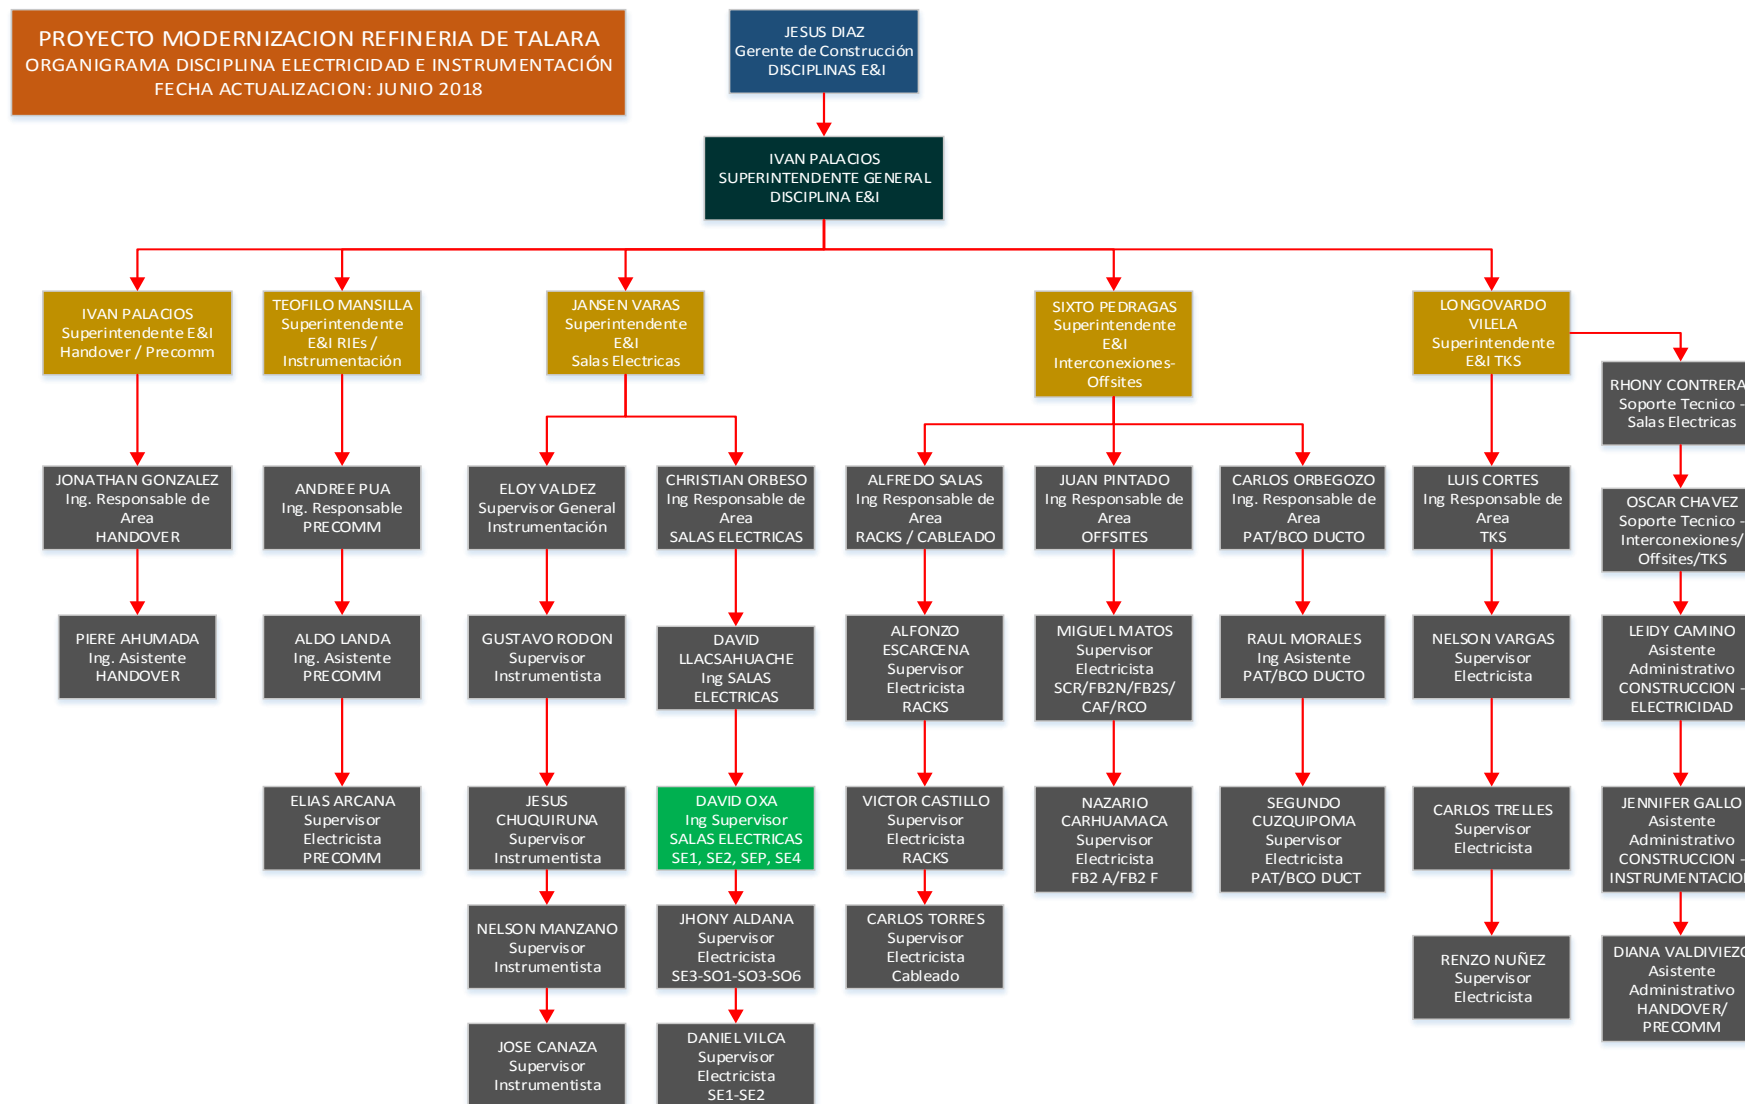 PROYECTO MODERNIZACION REFINERIA DE TALARA
ORGANIGRAMA DISCIPLINA ELECTRICIDAD E INSTRUMENTACIÓN
FECHA ACTUALIZACION: JUNIO 2018
JESUS DIAZ
Gerente de Construcción
DISCIPLINAS E&I
IVAN PALACIOS
SUPERINTENDENTE GENERAL
DISCIPLINA E&I
IVAN PALACIOS
Superintendente E&I
Handover / Precomm
TEOFILO MANSILLA
Superintendente
E&I RIEs /
Instrumentación
JANSEN VARAS
Superintendente
E&I
Salas Electricas
SIXTO PEDRAGAS
Superintendente
E&I
Interconexiones-
Offsites
LONGOVARDO
VILELA
Superintendente
E&I TKS
RHONY CONTRERA
Soporte Tecnico -
Salas Electricas
JONATHAN GONZALEZ
Ing. Responsable de
Area
HANDOVER
ANDREE PUA
Ing. Responsable
PRECOMM
ELOY VALDEZ
Supervisor General
Instrumentación
CHRISTIAN ORBESO
Ing Responsable de
Area
SALAS ELECTRICAS
ALFREDO SALAS
Ing Responsable de
Area
RACKS / CABLEADO
JUAN PINTADO
Ing Responsable de
Area
OFFSITES
CARLOS ORBEGOZO
Ing. Responsable de
Area
PAT/BCO DUCTO
LUIS CORTES
Ing Responsable de
Area
TKS
OSCAR CHAVEZ
Soporte Tecnico -
Interconexiones/
Offsites/TKS
PIERE AHUMADA
Ing. Asistente
HANDOVER
ALDO LANDA
Ing. Asistente
PRECOMM
GUSTAVO RODON
Supervisor
Instrumentista
DAVID
LLACSAHUACHE
Ing SALAS
ELECTRICAS
ALFONZO
ESCARCENA
Supervisor
Electricista
RACKS
MIGUEL MATOS
Supervisor
Electricista
SCR/FB2N/FB2S/
CAF/RCO
RAUL MORALES
Ing Asistente
PAT/BCO DUCTO
NELSON VARGAS
Supervisor
Electricista
LEIDY CAMINO
Asistente
Administrativo
CONSTRUCCION -
ELECTRICIDAD
ELIAS ARCANA
Supervisor
Electricista
PRECOMM
JESUS
CHUQUIRUNA
Supervisor
Instrumentista
DAVID OXA
Ing Supervisor
SALAS ELECTRICAS
SE1, SE2, SEP, SE4
VICTOR CASTILLO
Supervisor
Electricista
RACKS
NAZARIO
CARHUAMACA
Supervisor
Electricista
FB2 A/FB2 F
SEGUNDO
CUZQUIPOMA
Supervisor
Electricista
PAT/BCO DUCT
CARLOS TRELLES
Supervisor
Electricista
JENNIFER GALLO
Asistente
Administrativo
CONSTRUCCION -
INSTRUMENTACION
NELSON MANZANO
Supervisor
Instrumentista
JHONY ALDANA
Supervisor
Electricista
SE3-SO1-SO3-SO6
CARLOS TORRES
Supervisor
Electricista
Cableado
RENZO NUÑEZ
Supervisor
Electricista
DIANA VALDIVIEZO
Asistente
Administrativo
HANDOVER/
PRECOMM
JOSE CANAZA
Supervisor
Instrumentista
DANIEL VILCA
Supervisor
Electricista
SE1-SE2